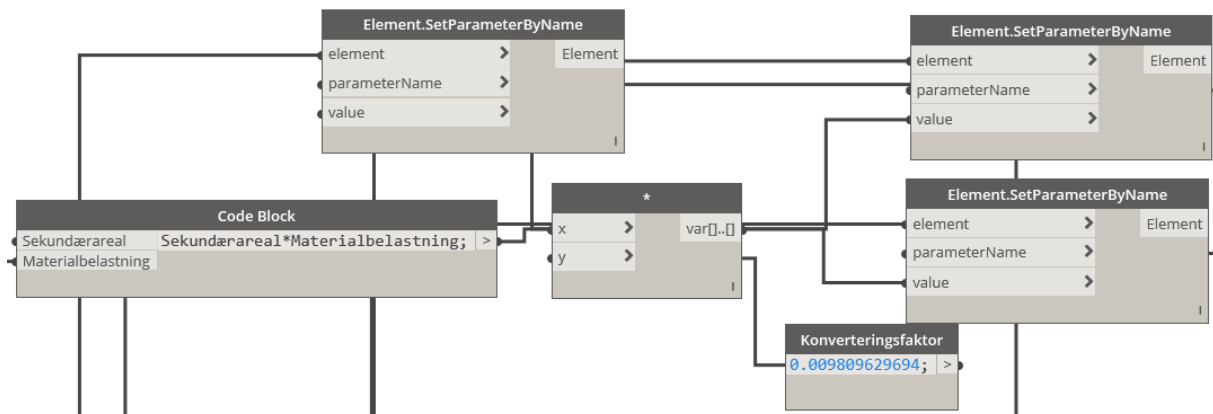 Element.SetParameterByName
element > Element
parameterName >
value >
I
Element.SetParameterByName
element > Element
parameterName >
value >
I
Code Block
Sekundærareal Sekundærareal*Materialbelastning; >
Materialbelastning
*
x > var[]..[]
y >
I
Element.SetParameterByName
element > Element
parameterName >
value >
I
Konverteringsfaktor
0.009809629694; >